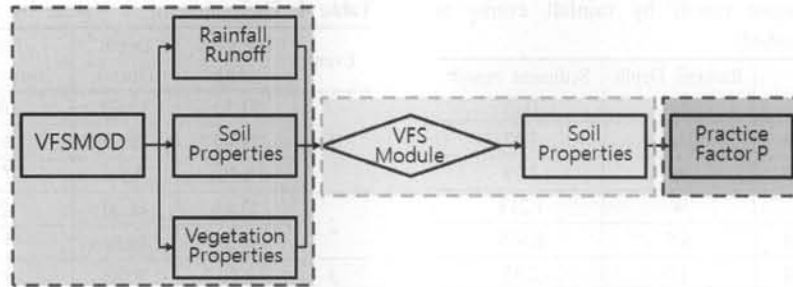 Rainfall,
Runoff
VFSMOD
Soil
Properties
VFS
Module
Soil
Properties
Practice
Factor P
Vegetation
Properties